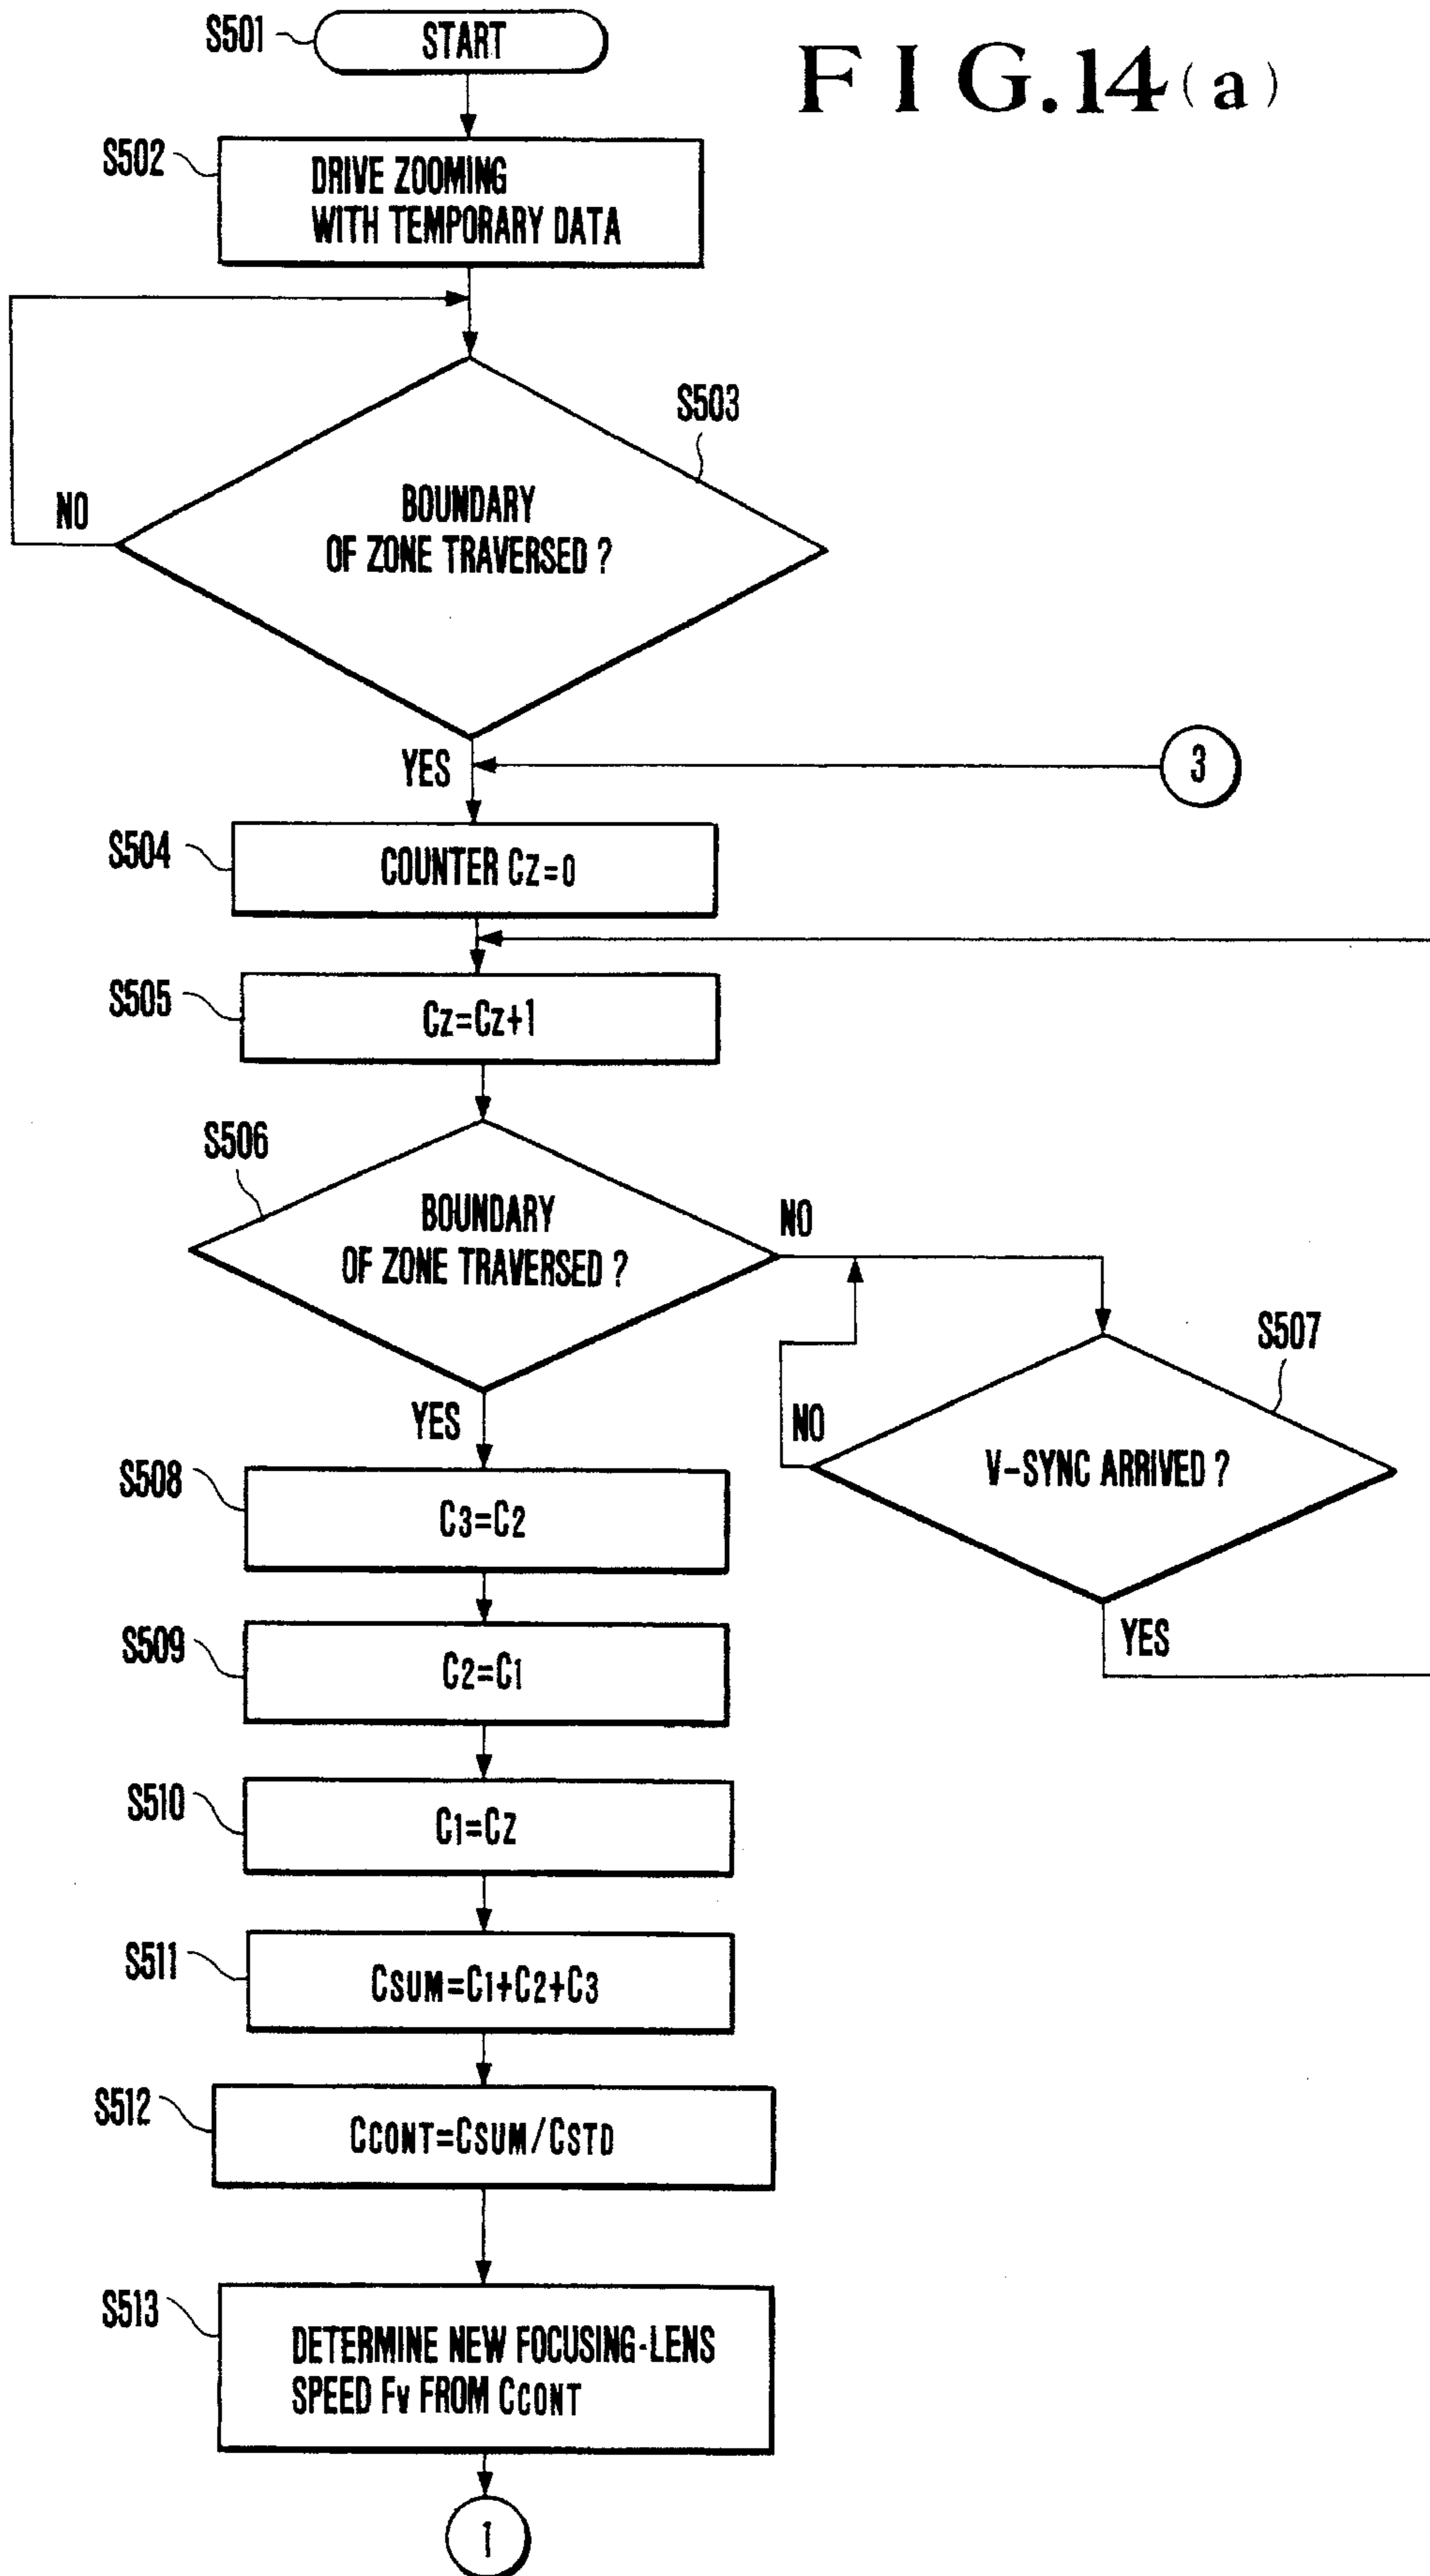 FIG.14(a)
S501
START
S502
DRIVE ZOOMING
WITH TEMPORARY DATA
S503
BOUNDARY
OF ZONE TRAVERSED ?
NO
YES
3
S504
COUNTER CZ=0
S505
CZ=CZ+1
S506
BOUNDARY
OF ZONE TRAVERSED ?
NO
S507
V-SYNC ARRIVED ?
NO
YES
YES
S508
C3=C2
S509
C2=C1
S510
C1=CZ
S511
CSUM=C1+C2+C3
S512
CCONT=CSUM/CSTD
S513
DETERMINE NEW FOCUSING-LENS
SPEED FV FROM CCONT
1